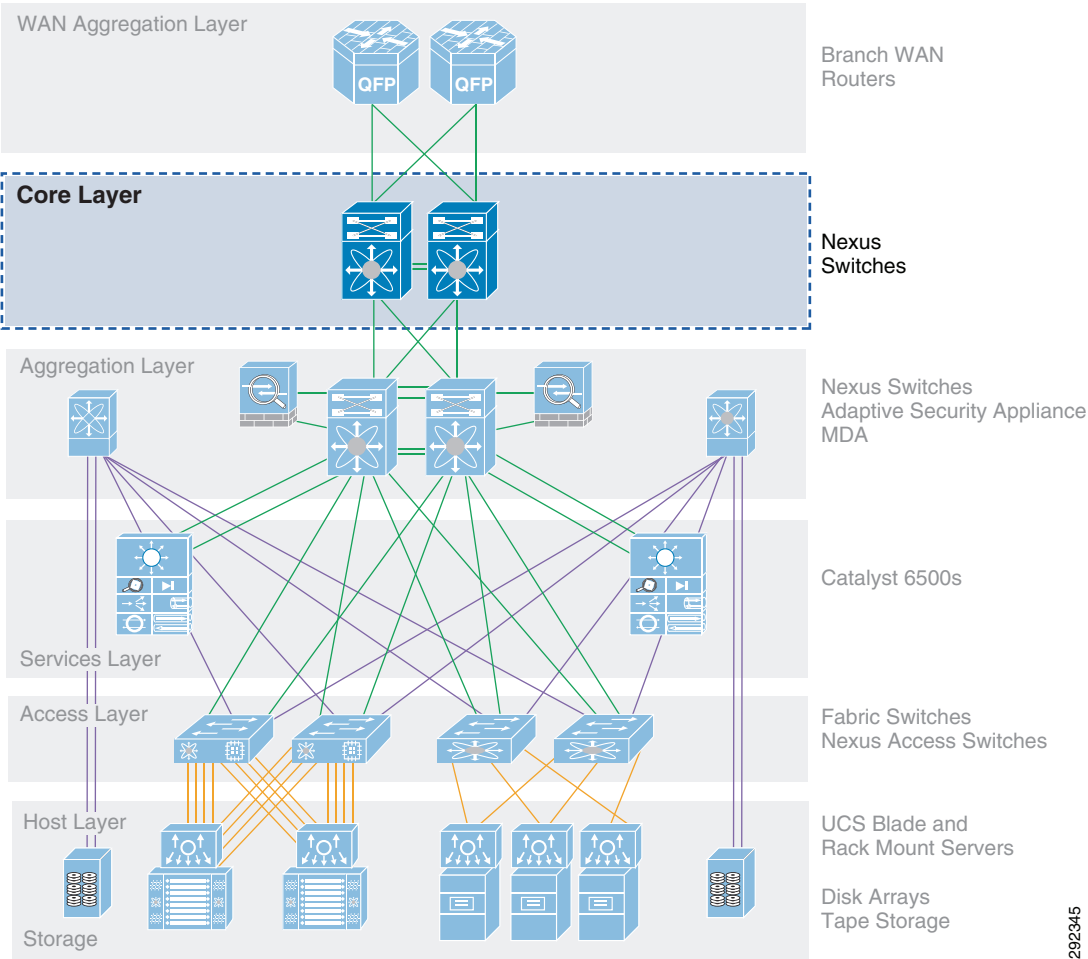 WAN Aggregation Layer
QFP
QFP
Branch WAN
Routers
Core Layer
Nexus
Switches
Aggregation Layer
Nexus Switches
Adaptive Security Appliance
MDA
Catalyst 6500s
Services Layer
Access Layer
Fabric Switches
Nexus Access Switches
Host Layer
UCS Blade and
Rack Mount Servers
Disk Arrays
Tape Storage
Storage
292345